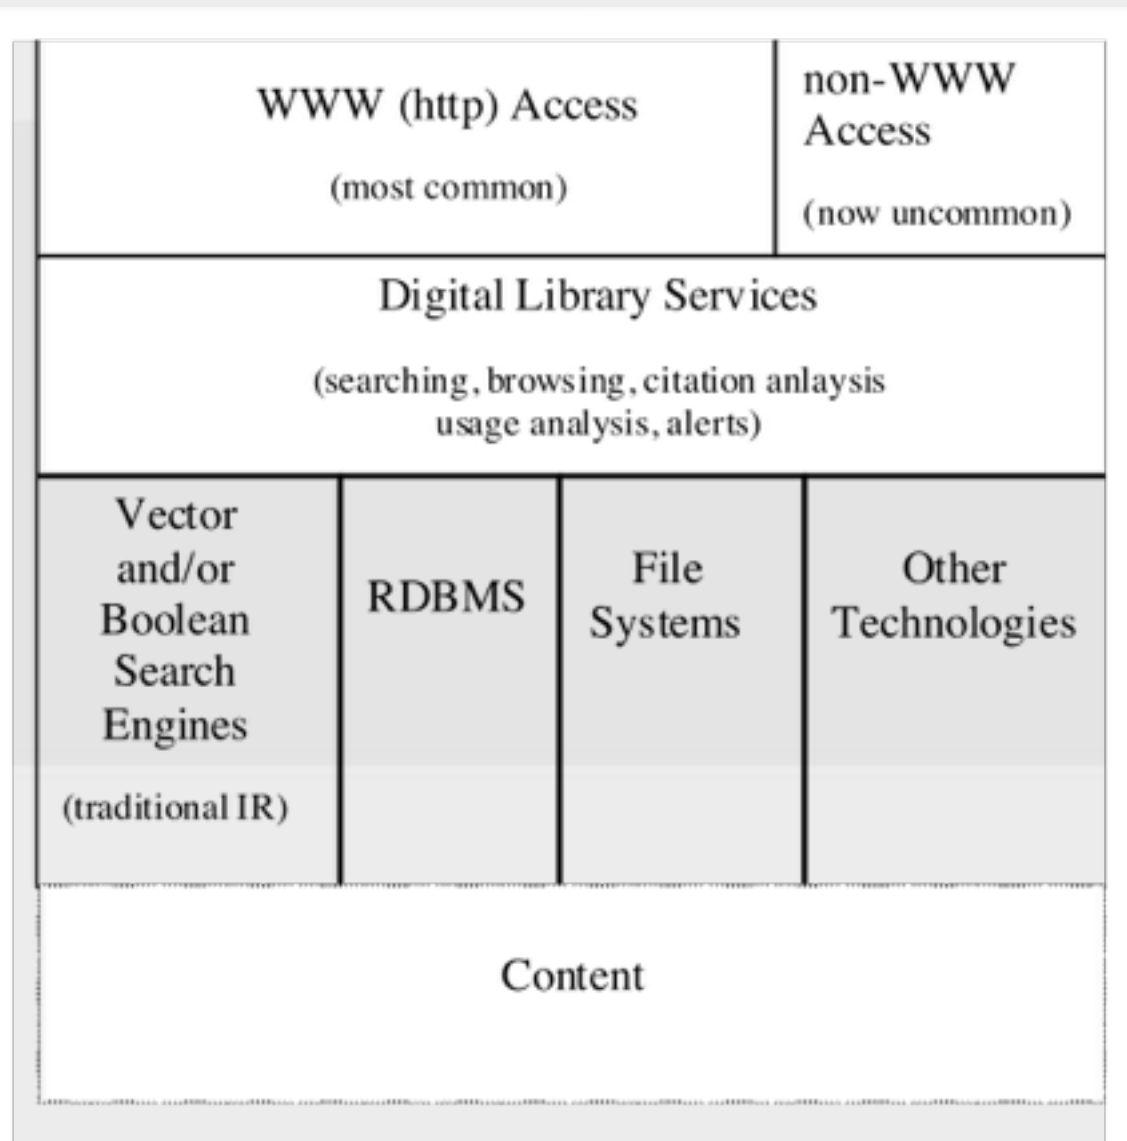 WWW (http) Access
(most common)
non-WWW
Access
(now uncommon)
Digital Library Services
(searching, browsing, citation anlaysis
usage analysis, alerts)
Vector
and/or
Boolean
Search
Engines
(traditional IR)
RDBMS
File
Systems
Other
Technologies
Content